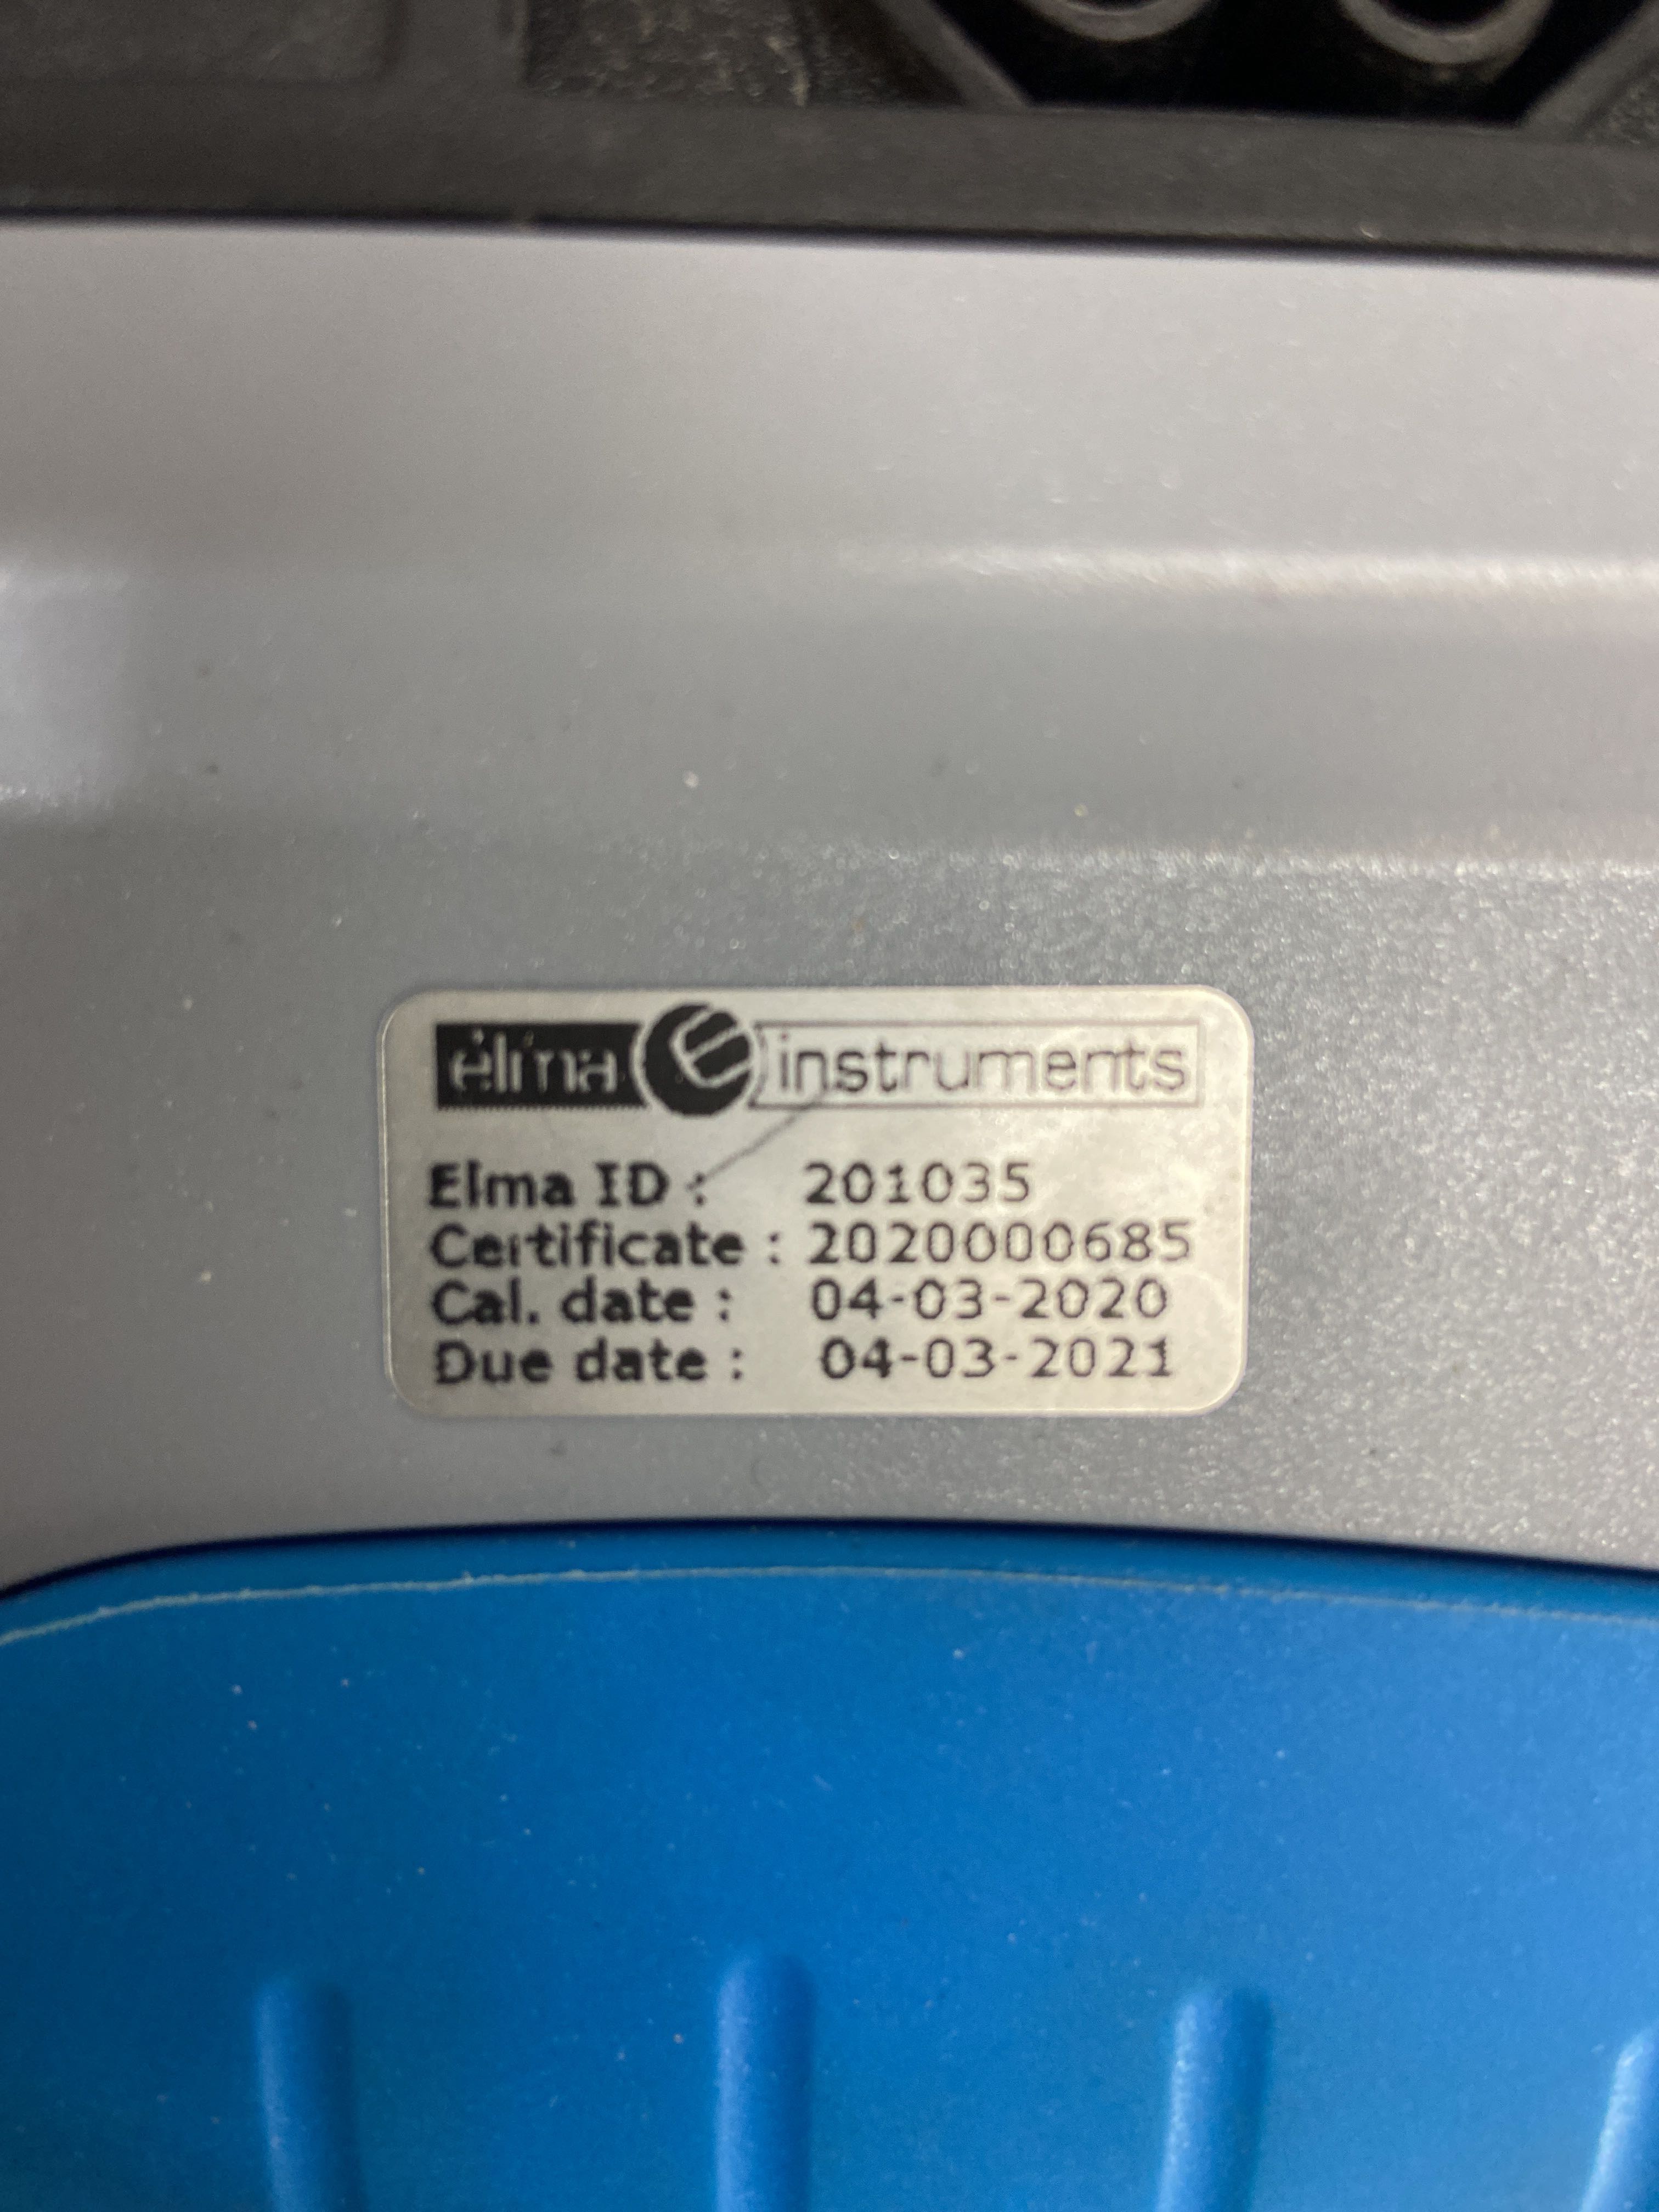 elma instruments
Elma ID : 201035
Certificate : 2020000685
Cal. date : 04-03-2020
Due date : 04-03-2021